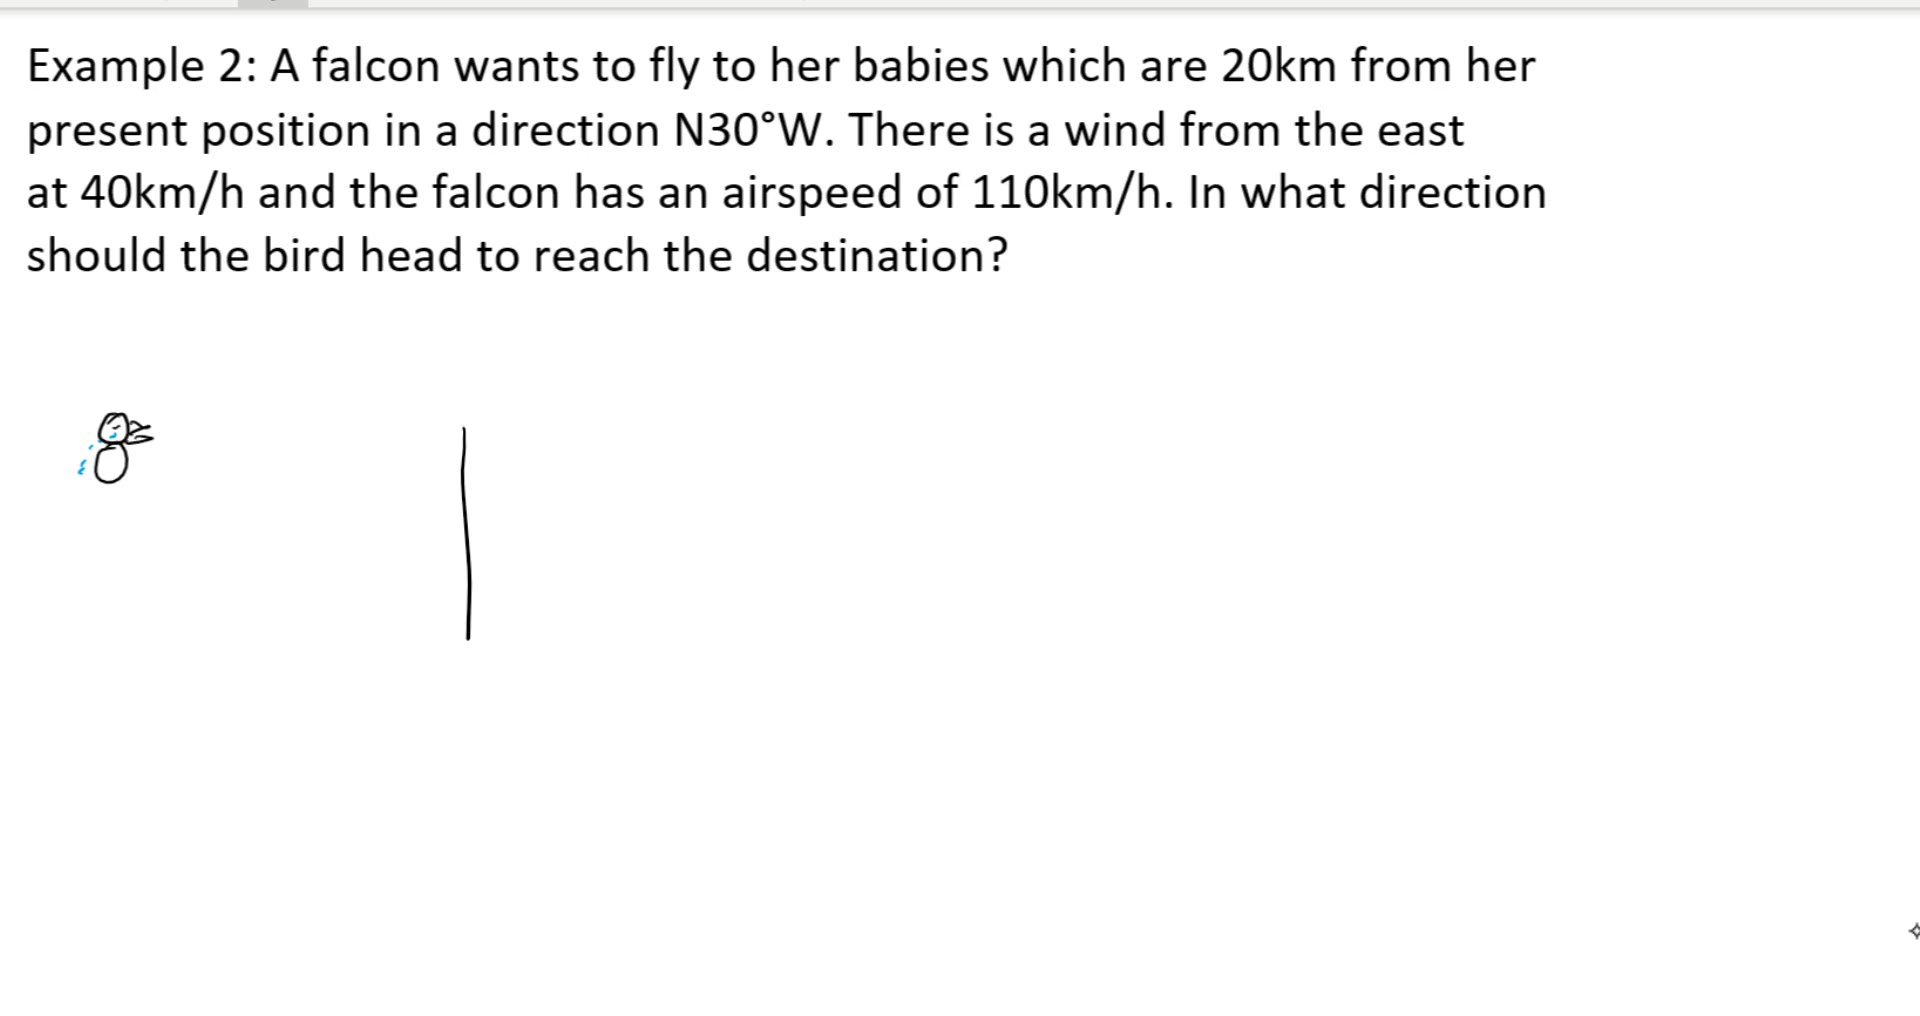 Example 2: A falcon wants to fly to her babies which are 20km from her
present position in a direction N30°W. There is a wind from the east
at 40km/h and the falcon has an airspeed of 110km/h. In what direction
should the bird head to reach the destination?